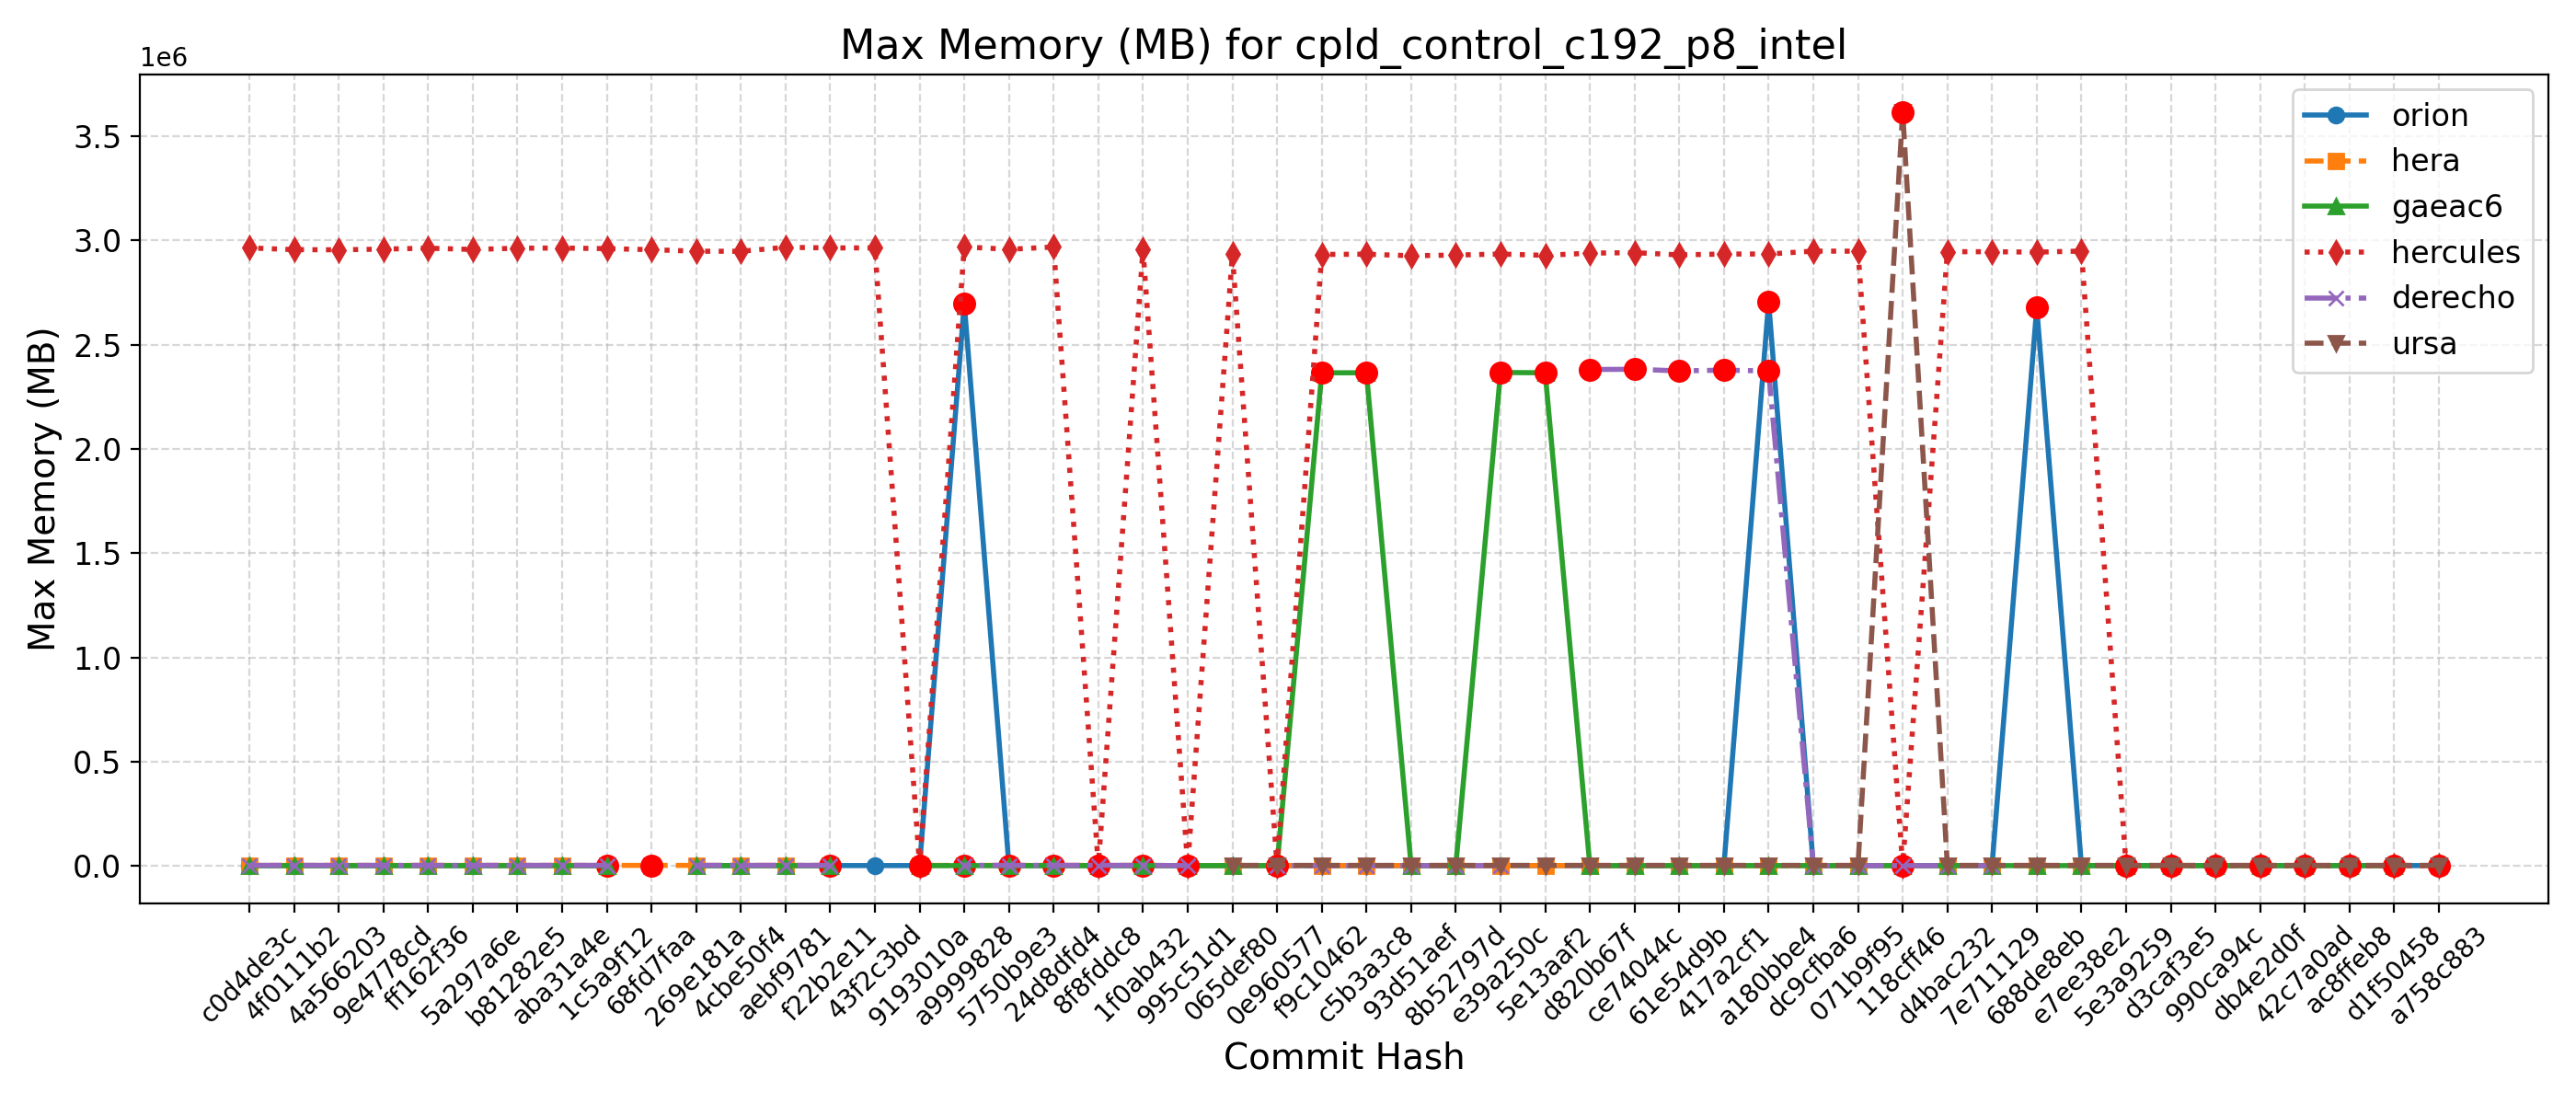 Max Memory (MB) for cpld_control_c192_p8_intel
1e6
3.5
3.0
2.5
2.0
1.5
1.0
0.5
0.0
Max Memory (MB)
orion
hera
gaeac6
hercules
derecho
ursa
c0d4de3c
4f0111b2
4a566203
9e4778cd
ff162f36
5a297a6e
b81282e5
aba31a4e
1c5a9f12
68fd7faa
269e181a
4cbe50f4
aebf9781
f22b2e11
43f2c3bd
9193010a
a9999828
5750b9e3
24d8dfd4
8f8fddc8
1f0ab432
995c51d1
065def80
0e960577
f9c10462
c5b3a3c8
93d51aef
8b52797d
e39a250c
5e13aaf2
d820b67f
ce74044c
61e54d9b
417a2cf1
a180bbe4
dc9cfba6
071b9f95
118cff46
d4bac232
7e711129
688de8eb
e7ee38e2
5e3a9259
d3caf3e5
990ca94c
db4e2d0f
42c7a0ad
ac8ffeb8
d1f50458
a758c883
Commit Hash